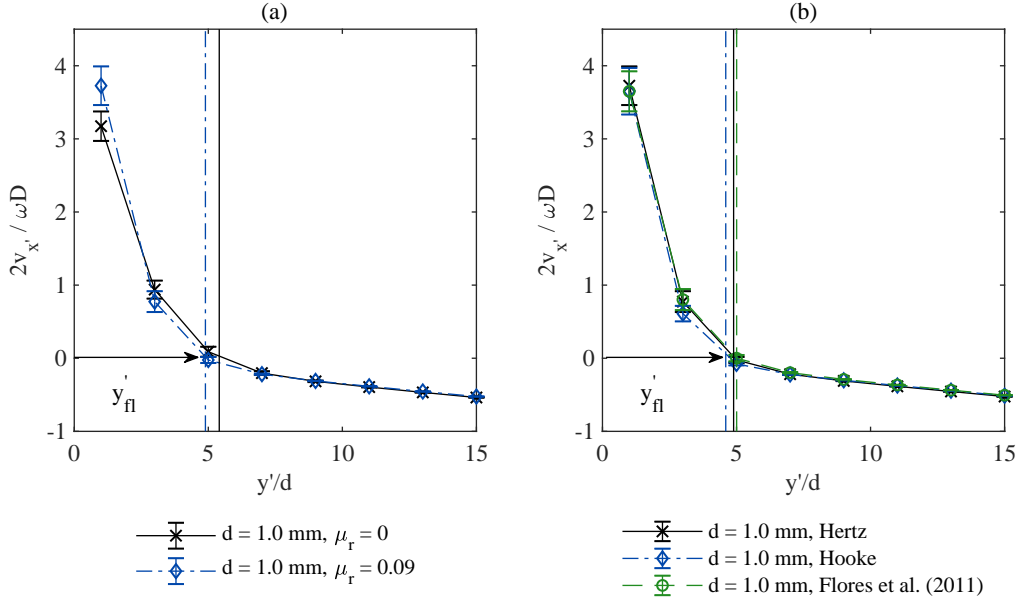 (a)
4
3
2
1
0
-1
2v_x' / ωD
y'_fl
0
5
10
15
y'/d
d = 1.0 mm, μ_r = 0
d = 1.0 mm, μ_r = 0.09
(b)
4
3
2
1
0
-1
2v_x' / ωD
y'_fl
0
5
10
15
y'/d
d = 1.0 mm, Hertz
d = 1.0 mm, Hooke
d = 1.0 mm, Flores et al. (2011)